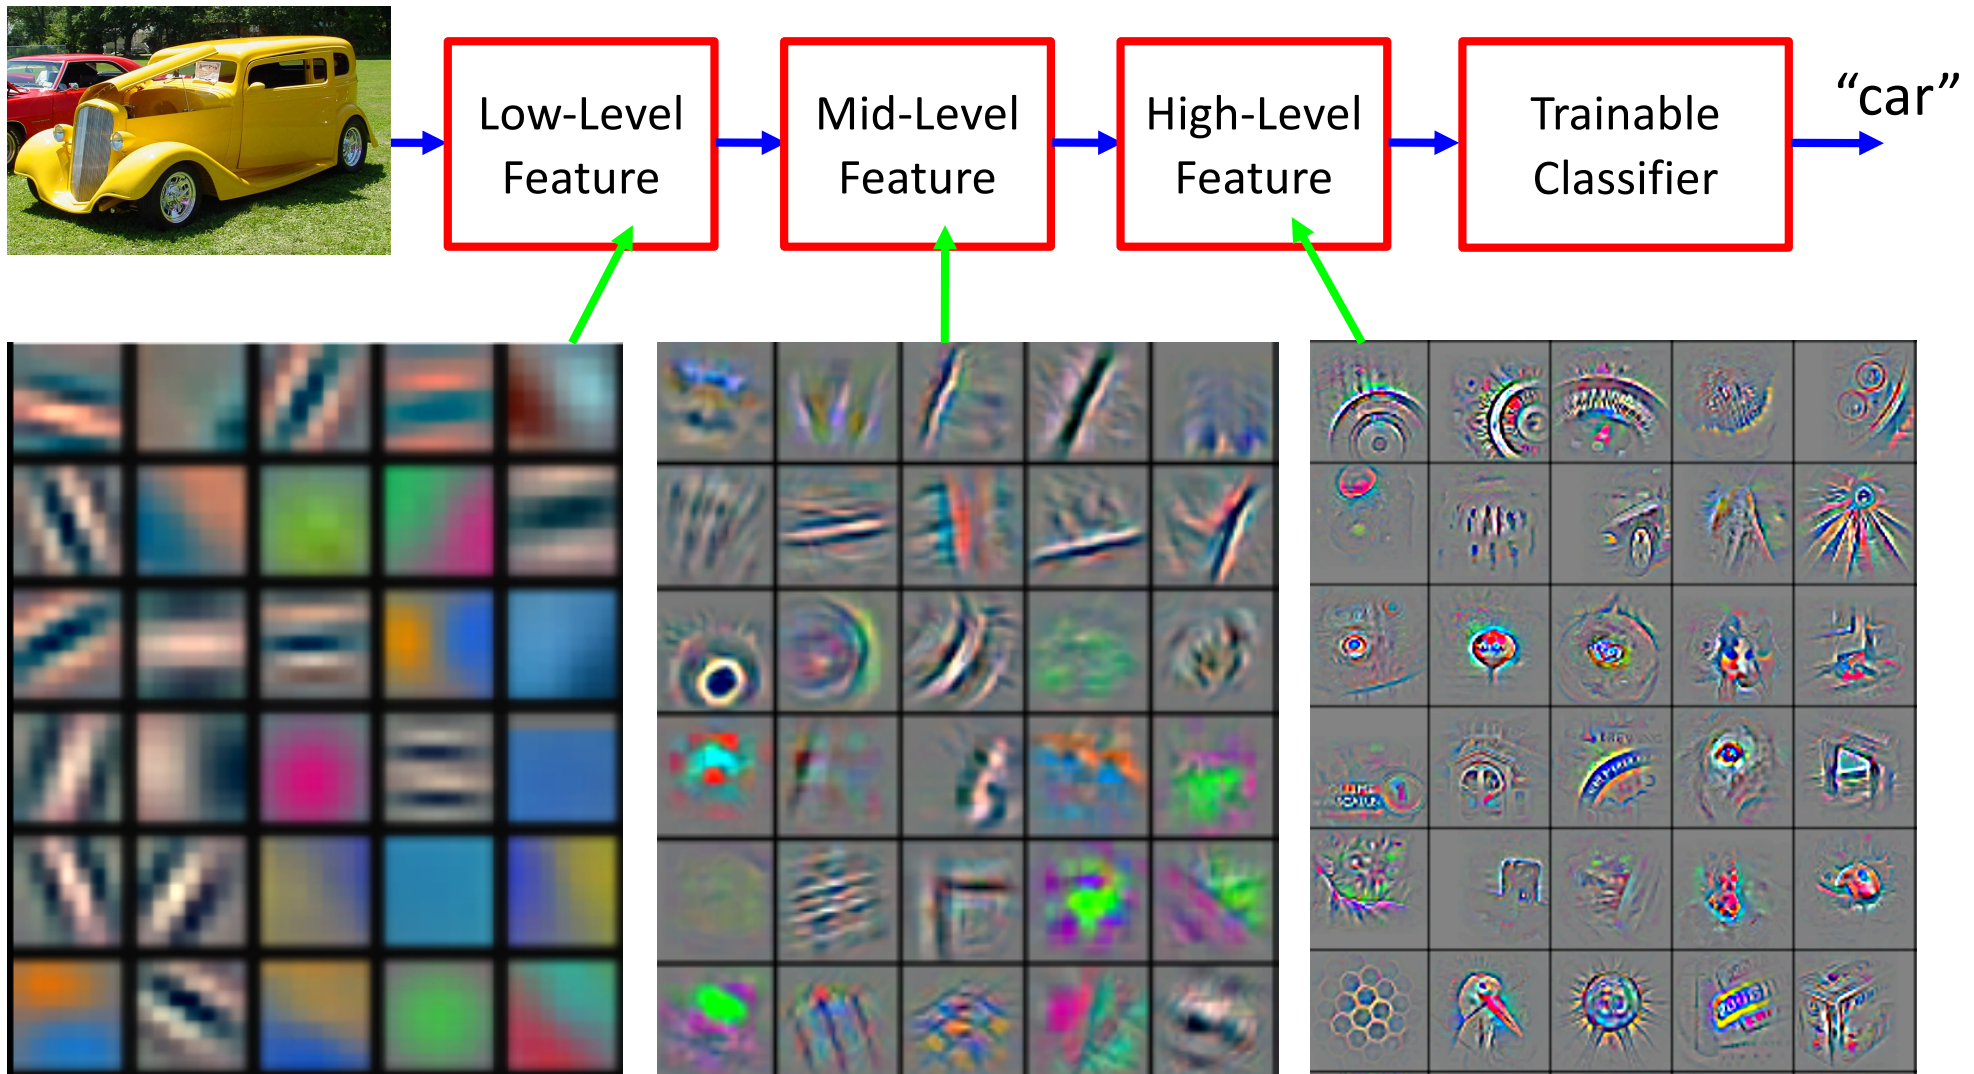 Low-Level
Feature
Mid-Level
Feature
High-Level
Feature
Trainable
Classifier
“car”